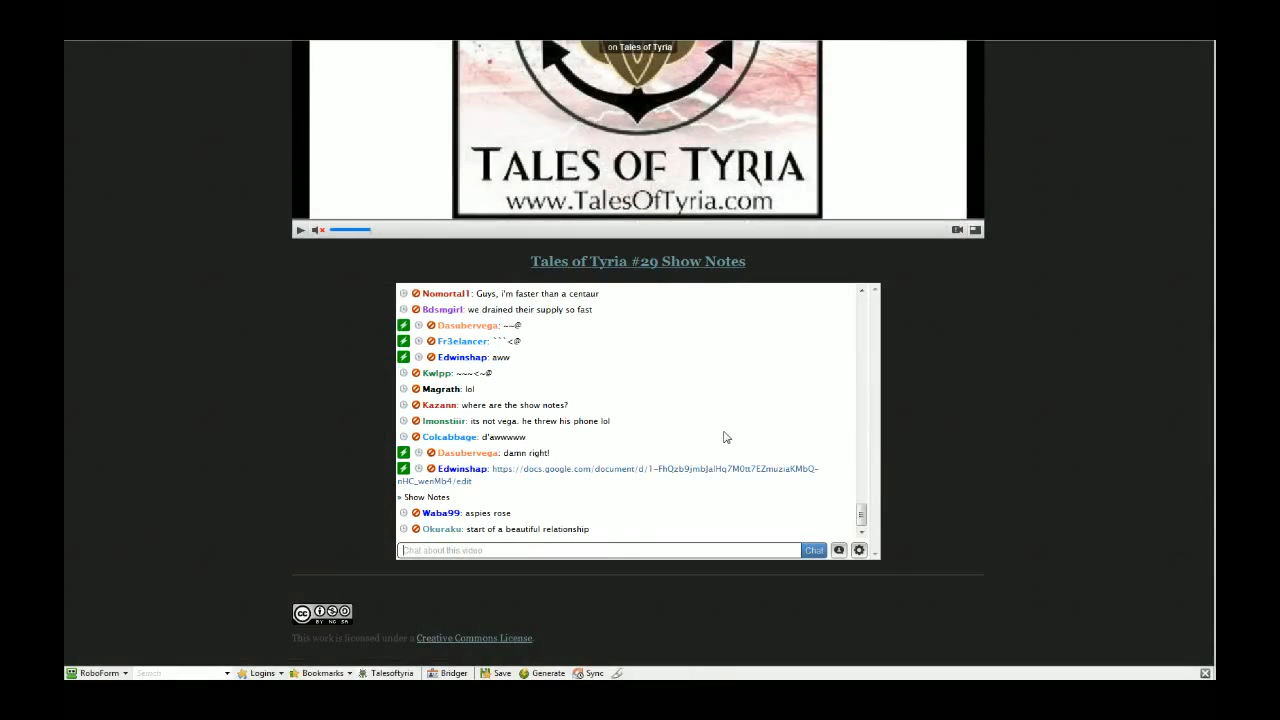 on Tales of Tyria
TALES OF TYRIA
www.TalesOfTyria.com
Tales of Tyria #29 Show Notes
Nomortal1: Guys, i'm faster than a centaur
Bdsmgirl: we drained their supply so fast
Dasubervega: ~~@
Fr3elancer: ```<@
Edwinshap: aww
Kwlpp: ~~~<~@
Magrath: lol
Kazann: where are the show notes?
Imonstiiir: its not vega. he threw his phone lol
Colcabbage: d'awwwww
Dasubervega: damn right!
Edwinshap: https://docs.google.com/document/d/1-FhQzb9jmbJalHq7M0tt7EZmuziaKMbQ-
nHC_wenMb4/edit
» Show Notes
Waba99: aspies rose
Okuraku: start of a beautiful relationship
Chat about this video Chat
cc BY NC SA
This work is licensed under a Creative Commons License.
RoboForm Search Logins Bookmarks Talesoftyria Bridger Save Generate Sync